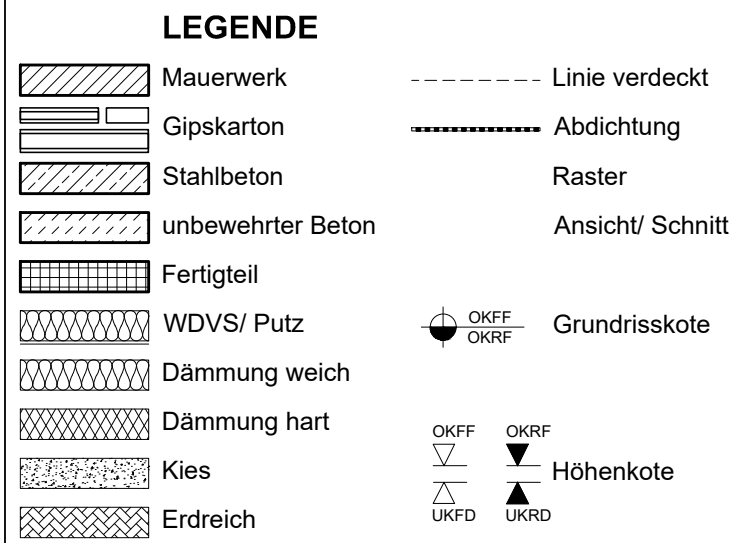 LEGENDE
Mauerwerk
Gipskarton
Stahlbeton
unbewehrter Beton
Fertigteil
WDVS/ Putz
Dämmung weich
Dämmung hart
Kies
Erdreich
Linie verdeckt
Abdichtung
Raster
Ansicht/ Schnitt
OKFF
OKRF
Grundrisskote
OKFF OKRF
Höhenkote
UKFD UKRD